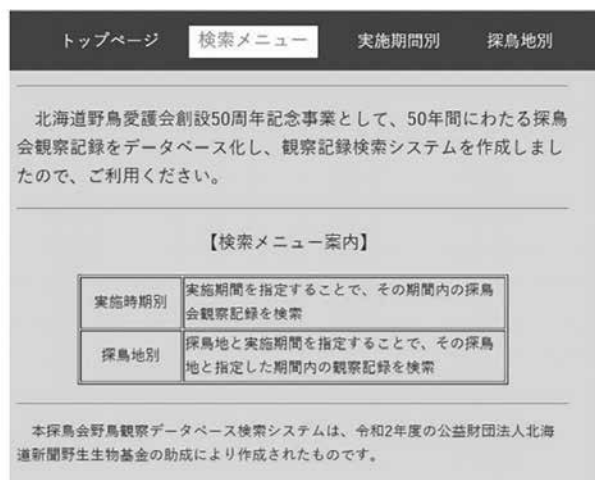 トップページ 検索メニュー 実施期間別 探鳥地別
北海道野鳥愛護会創設50周年記念事業として、50年間にわたる探鳥
会観察記録をデータベース化し、観察記録検索システムを作成しまし
たので、ご利用ください。
【検索メニュー案内】
実施時期別
実施期間を指定することで、その期間内の探鳥
会観察記録を検索
探鳥地別
探鳥地と実施期間を指定することで、その探鳥
地と指定した期間内の観察記録を検索
本探鳥会野鳥観察データベース検索システムは、令和2年度の公益財団法人北海
道新聞野生生物基金の助成により作成されたものです。